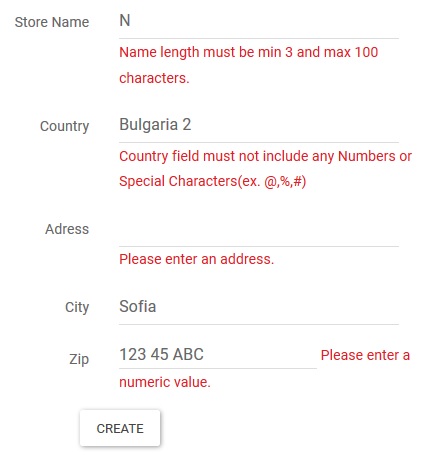 Store Name N
Name length must be min 3 and max 100
characters.
Country Bulgaria 2
Country field must not include any Numbers or
Special Characters(ex. @,%,#)
Adress
Please enter an address.
City Sofia
Zip 123 45 ABC Please enter a
numeric value.
CREATE